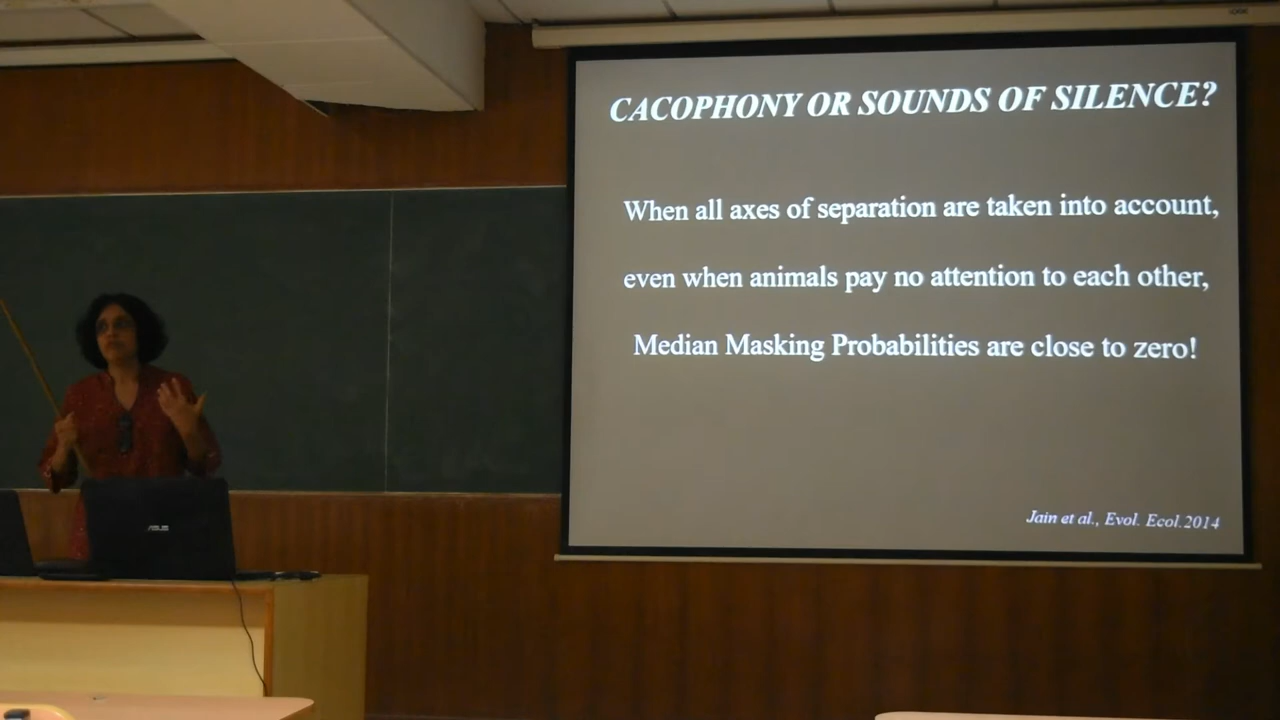 CACOPHONY OR SOUNDS OF SILENCE?
When all axes of separation are taken into account,
even when animals pay no attention to each other,
Median Masking Probabilities are close to zero!
Jain et al., Evol. Ecol.2014
ASUS